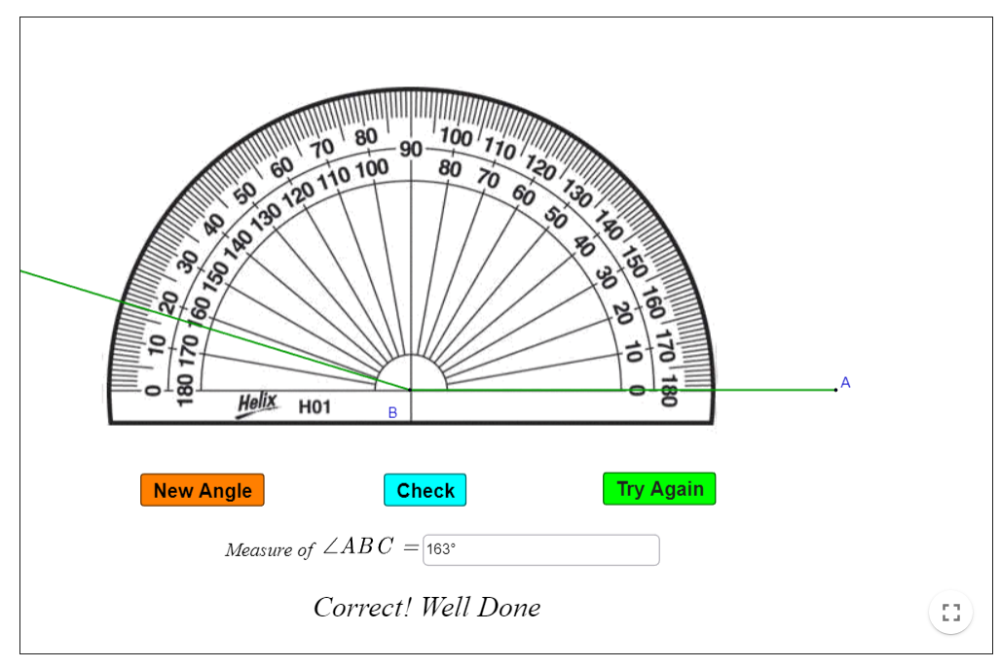 80 100
70 90 110
60 110 100 80 70 120
50 120 60 130
40 130 50 140
30 140 40 150
20 150 30 160
10 160 20 170
0 170 10 180
180 0
A
Helix H01 B
New Angle Check Try Again
Measure of ∠ABC = 163°
Correct! Well Done